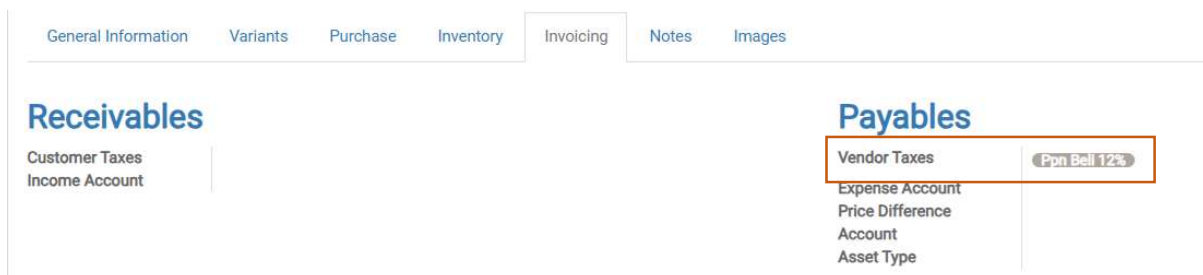 General Information Variants Purchase Inventory Invoicing Notes Images
Receivables
Customer Taxes
Income Account
Payables
Vendor Taxes Ppn Beli 12%
Expense Account
Price Difference
Account
Asset Type